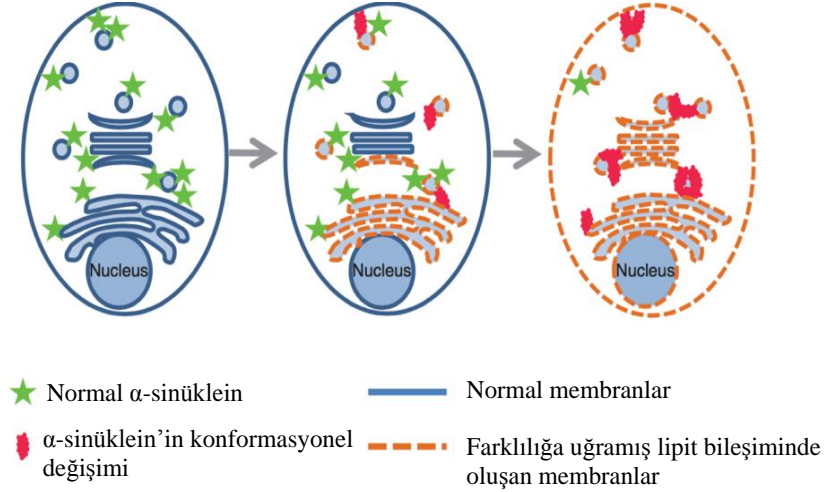 Nucleus
Nucleus
Nucleus
Normal α-sinüklein
Normal membranlar
α-sinüklein’in konformasyonel
değişimi
Farklılığa uğramış lipit bileşiminde
oluşan membranlar